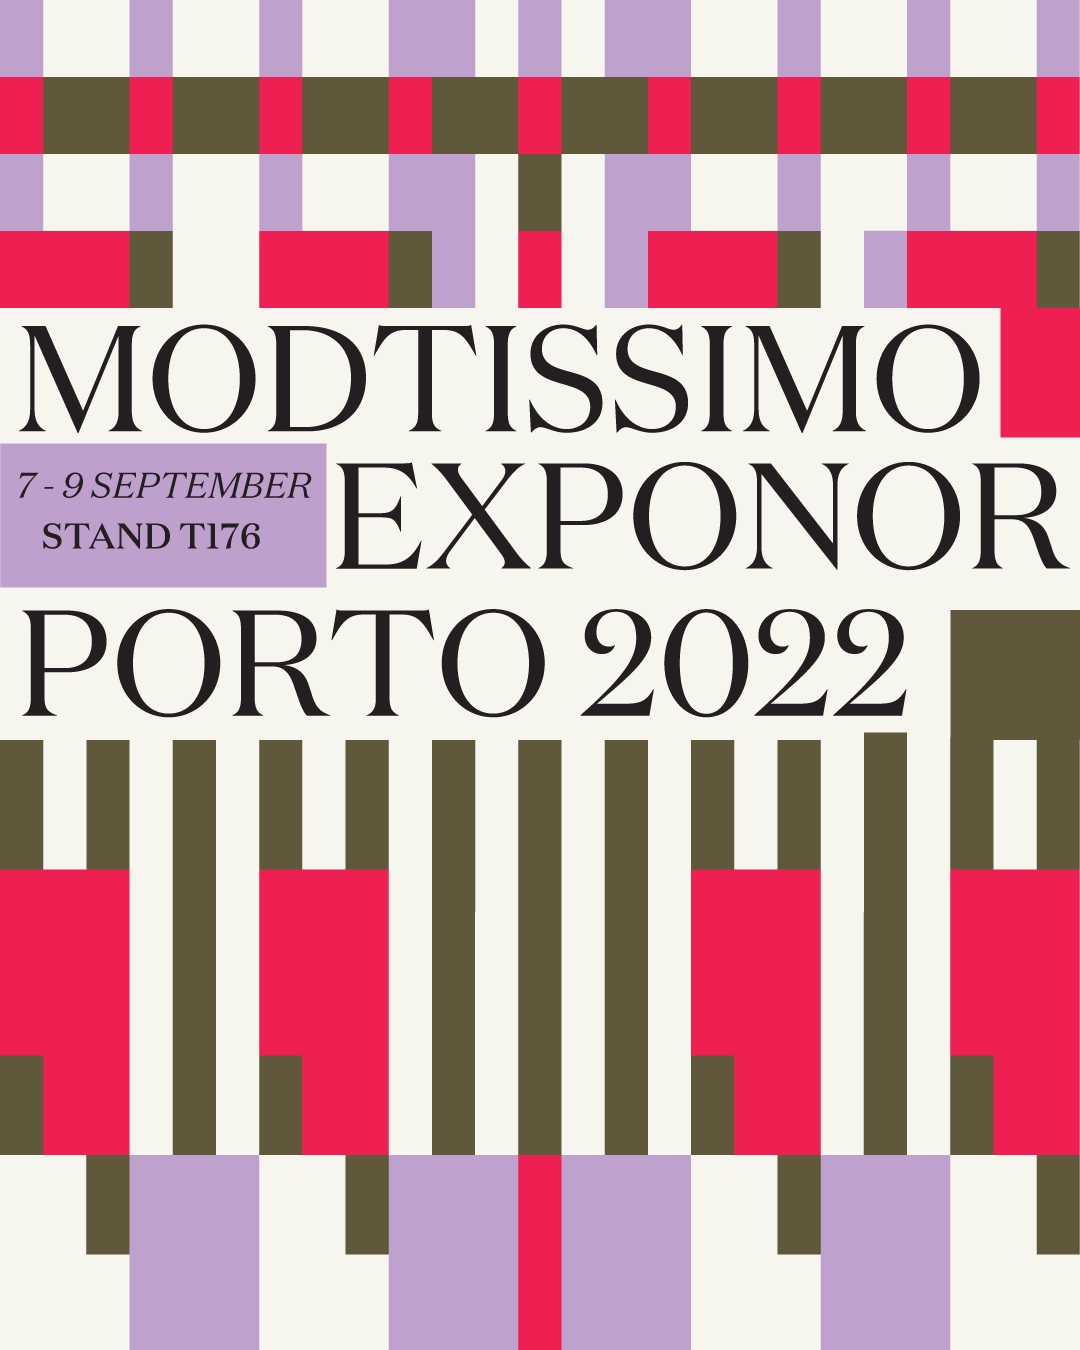 MODTISSIMO
7 - 9 SEPTEMBER
STAND T176
EXPONOR
PORTO 2022